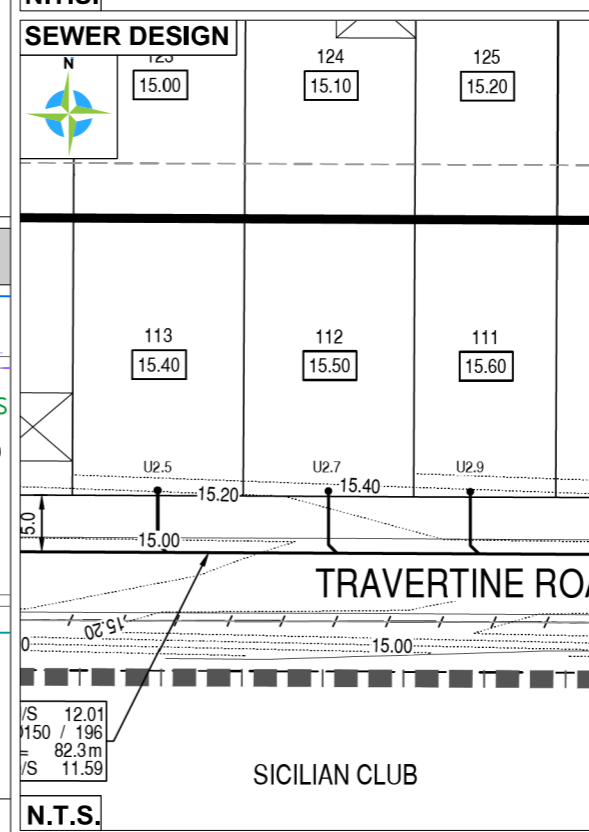 SEWER DESIGN
N
124
125
15.00
15.10
15.20
113
112
111
15.40
15.50
15.60
U2.5
U2.7
U2.9
15.20
15.40
5.0
15.00
TRAVERTINE ROA
15.20
15.00
/S 12.01
150 / 196
= 82.3m
/S 11.59
SICILIAN CLUB
N.T.S.